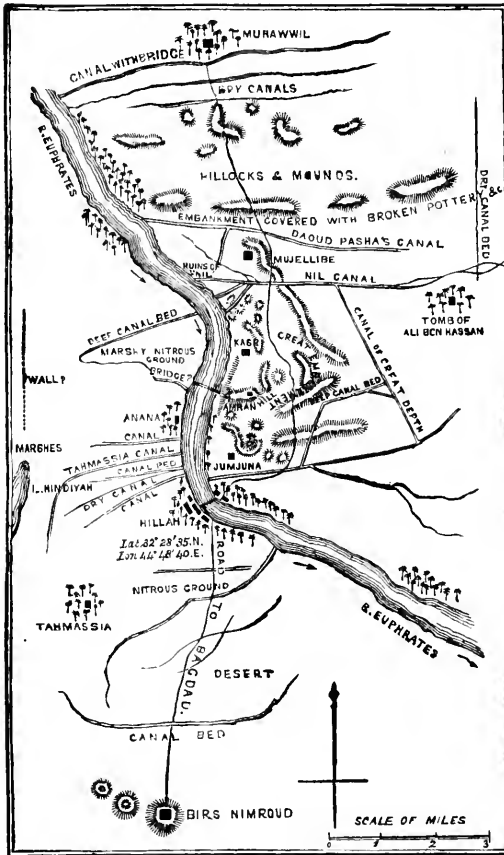 MURAWWIL
CANAL WITH BRIDGE
DRY CANALS
R. EUPHRATES
HILLOCKS & MOUNDS.
DRY CANAL BED
EMBANKMENT COVERED WITH BROKEN POTTERY &c
DAOUD PASHA'S CANAL
MUJELLIBE
RUINS OF
NIL CANAL
TOMB OF
ALI BEN HASSAN
DEEP CANAL BED
KASR
GREAT
CANAL OF GREAT DEPTH
MARSHY NITROUS
GROUND
BRIDGE?
AMRAN HILL
DEEP CANAL BED
WALL?
ANANA
CANAL
MARGHES
TAHMASSIA CANAL
CANAL BED
JUMJUNA
L. HINDIYAH
DRY CANAL
CANAL
HILLAH
Lat 32° 28' 35. N.
Lon 44° 48' 40. E.
ROAD TO BAGDAD.
NITROUS GROUND
TAHMASSIA
R. EUPHRATES
DESERT
CANAL BED
BIRS NIMROUD
SCALE OF MILES
0 1 2 3